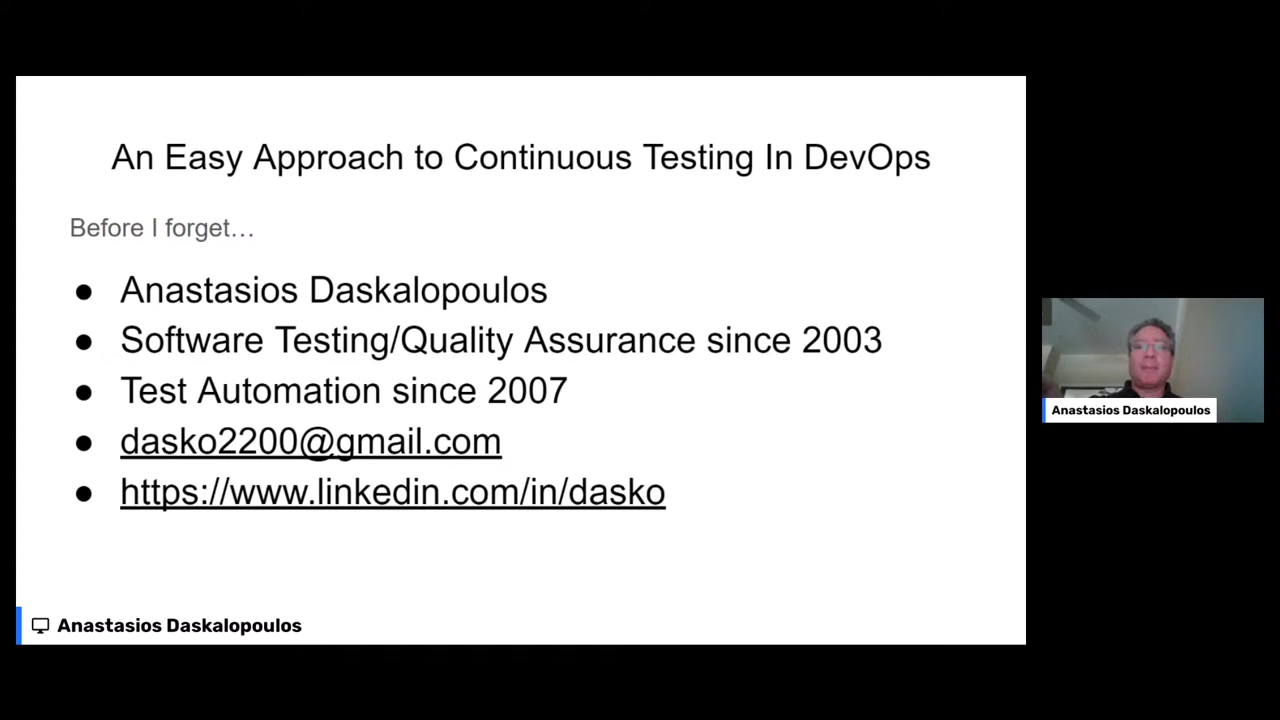 An Easy Approach to Continuous Testing In DevOps
Before I forget…
● Anastasios Daskalopoulos
● Software Testing/Quality Assurance since 2003
● Test Automation since 2007
● dasko2200@gmail.com
● https://www.linkedin.com/in/dasko
Anastasios Daskalopoulos
Anastasios Daskalopoulos